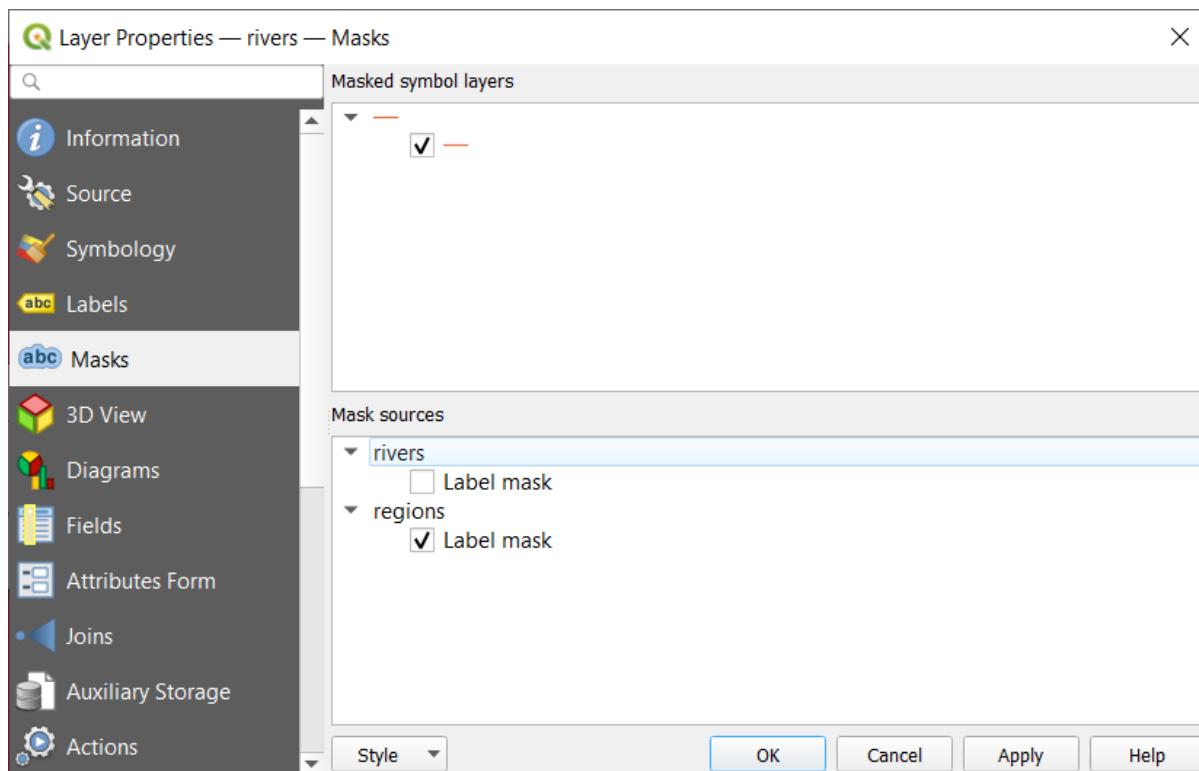 Layer Properties — rivers — Masks
Masked symbol layers
Information
Source
Symbology
abc Labels
abc Masks
3D View
Diagrams
Fields
Attributes Form
Joins
Auxiliary Storage
Actions
Mask sources
rivers
Label mask
regions
Label mask
Style OK Cancel Apply Help